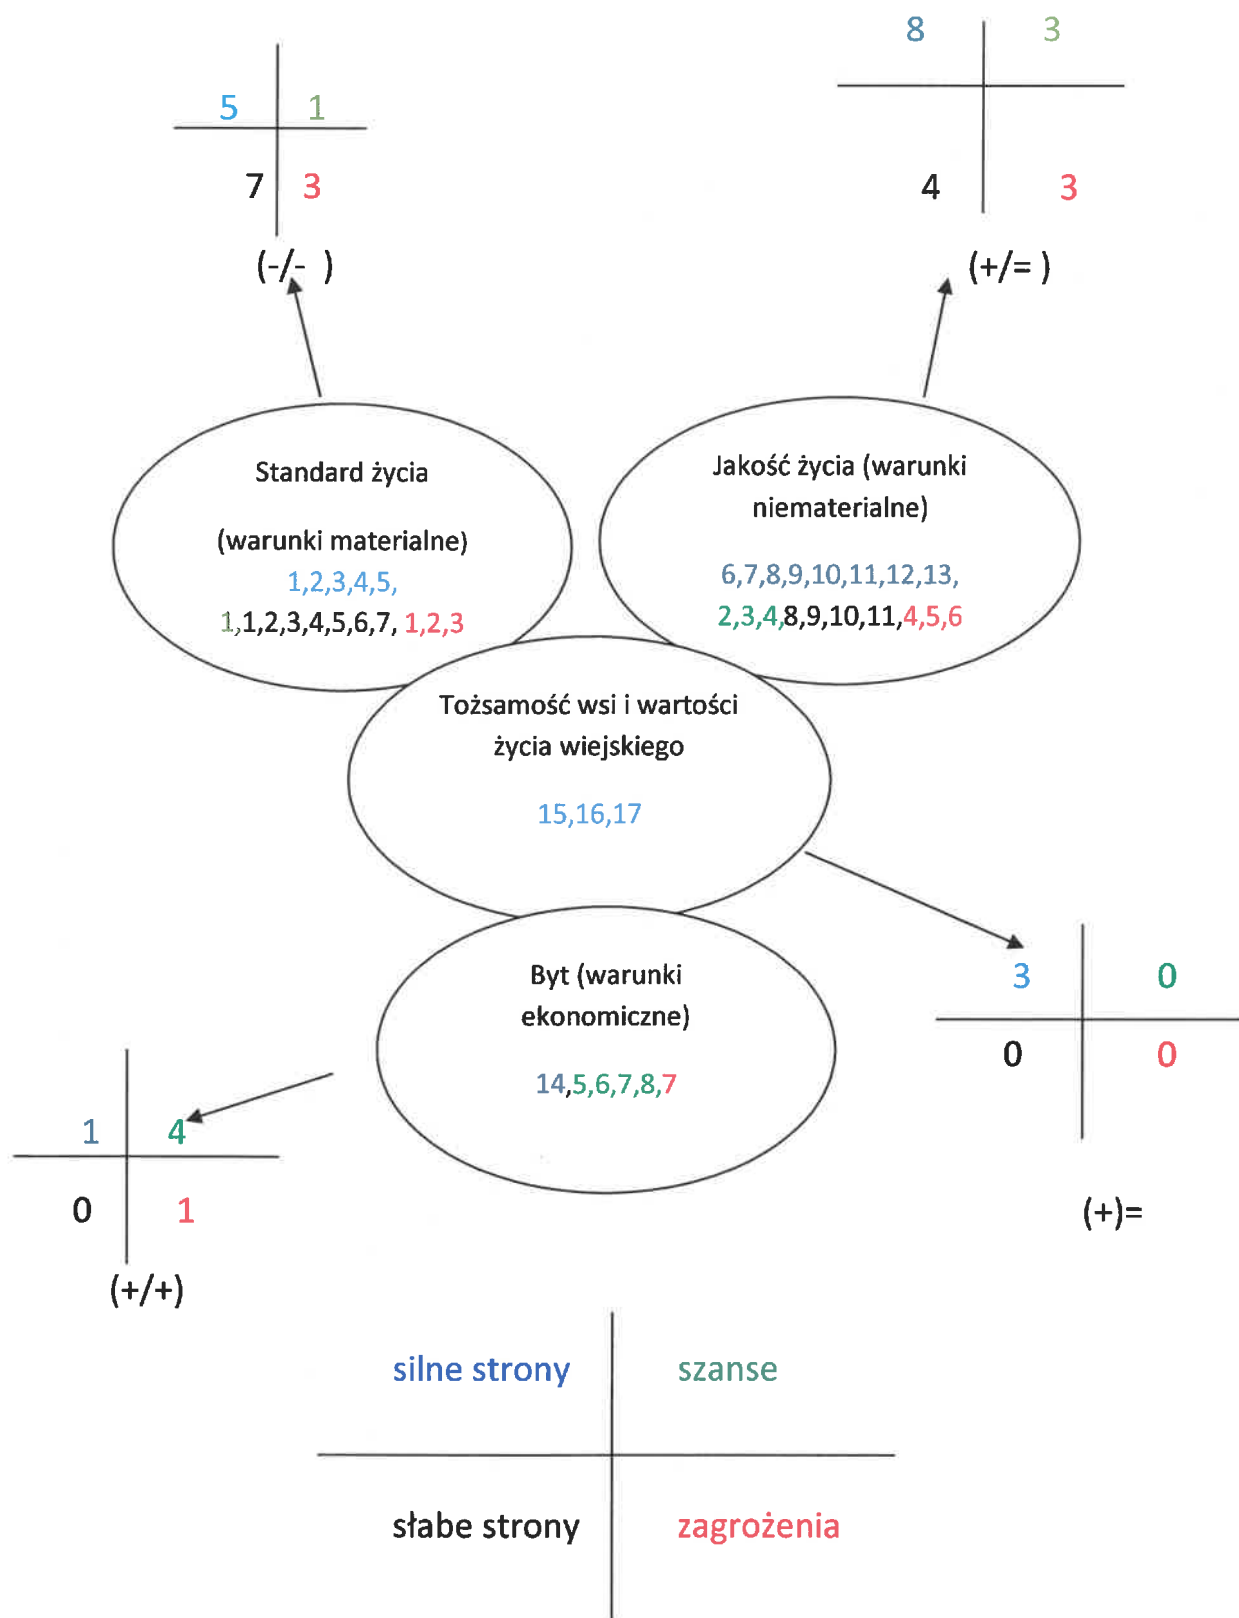 8 3
5 1
7 3
4 3
(-/- )
(+/= )
Standard życia
(warunki materialne)
1,2,3,4,5,
1,1,2,3,4,5,6,7, 1,2,3
Jakość życia (warunki
niematerialne)
6,7,8,9,10,11,12,13,
2,3,4,8,9,10,11,4,5,6
Tożsamość wsi i wartości
życia wiejskiego
15,16,17
3 0
0 0
(+)=
Byt (warunki
ekonomiczne)
14,5,6,7,8,7
1 4
0 1
(+/+)
silne strony szanse
słabe strony zagrożenia